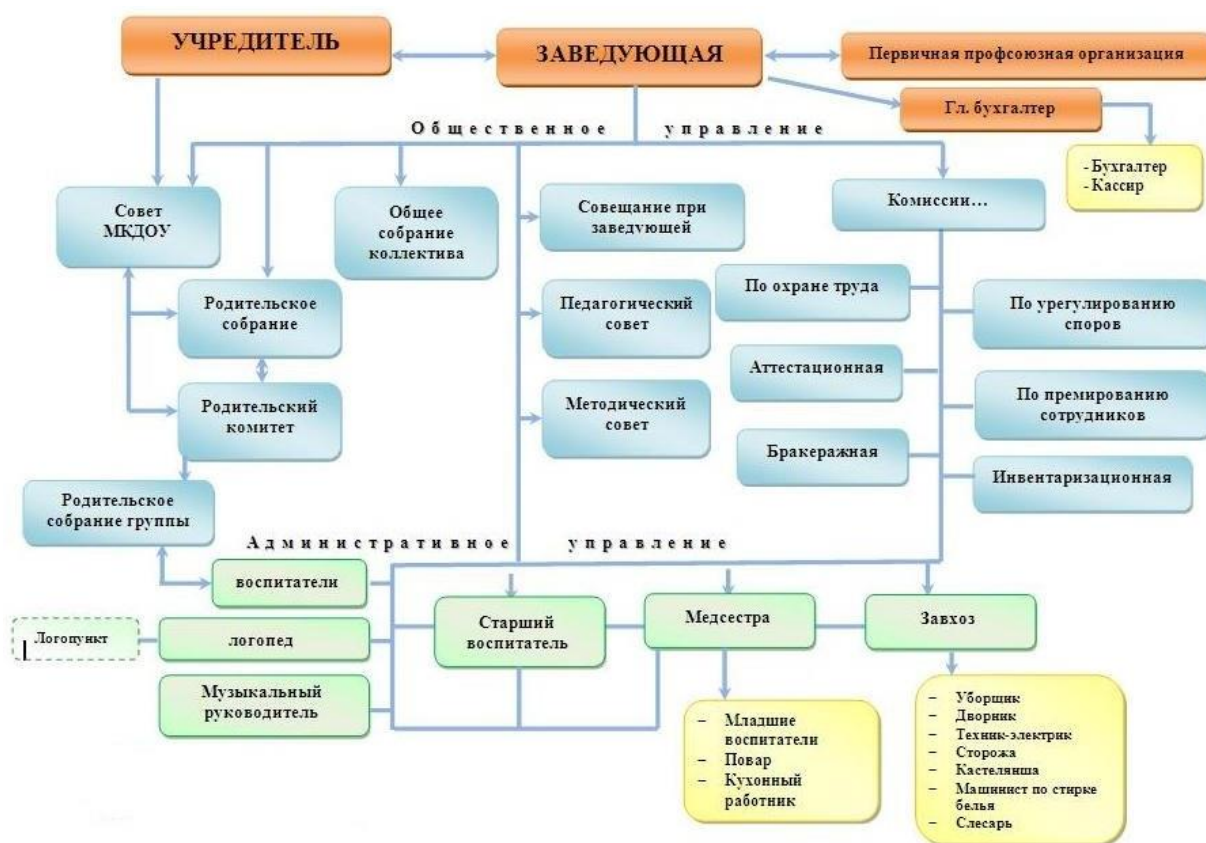 УЧРЕДИТЕЛЬ
ЗАВЕДУЮЩАЯ
Первичная профсоюзная организация
Гл. бухгалтер
Общественное управление
- Бухгалтер
- Кассир
Совет
МКДОУ
Общее
собрание
коллектива
Совещание при
заведующей
Комиссии…
Родительское
собрание
Педагогический
совет
По охране труда
По урегулированию
споров
Родительский
комитет
Методический
совет
Аттестационная
По премированию
сотрудников
Бракеражная
Инвентаризационная
Родительское
собрание группы
Административное управление
воспитатели
Старший
воспитатель
Медсестра
Завхоз
Логопункт
логопед
Музыкальный
руководитель
– Младшие
воспитатели
– Повар
– Кухонный
работник
– Уборщик
– Дворник
– Техник-электрик
– Сторожа
– Кастелянша
– Машинист по стирке
белья
– Слесарь